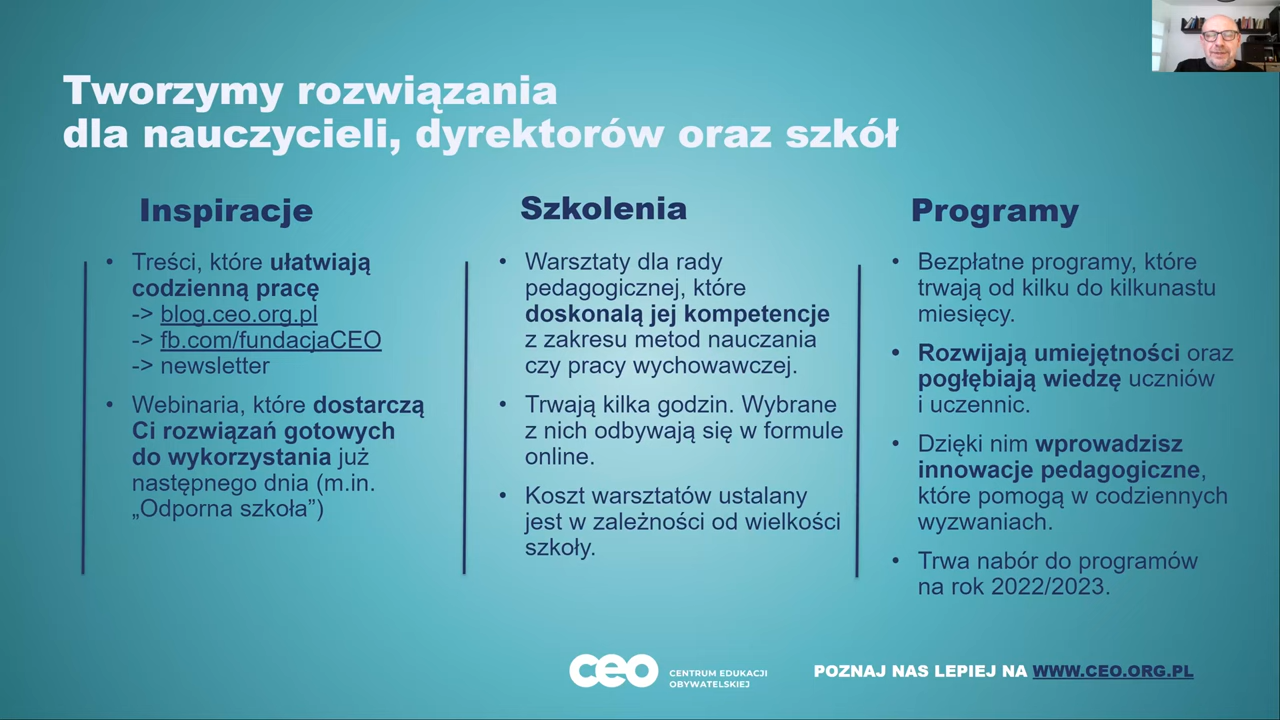 Tworzymy rozwiązania
dla nauczycieli, dyrektorów oraz szkół
Inspiracje
• Treści, które ułatwiają
codzienną pracę
-> blog.ceo.org.pl
-> fb.com/fundacjaCEO
-> newsletter
• Webinaria, które dostarczą
Ci rozwiązań gotowych
do wykorzystania już
następnego dnia (m.in.
„Odporna szkoła”)
Szkolenia
• Warsztaty dla rady
pedagogicznej, które
doskonalą jej kompetencje
z zakresu metod nauczania
czy pracy wychowawczej.
• Trwają kilka godzin. Wybrane
z nich odbywają się w formule
online.
• Koszt warsztatów ustalany
jest w zależności od wielkości
szkoły.
Programy
• Bezpłatne programy, które
trwają od kilku do kilkunastu
miesięcy.
• Rozwijają umiejętności oraz
pogłębiają wiedzę uczniów
i uczennic.
• Dzięki nim wprowadzisz
innowacje pedagogiczne,
które pomogą w codziennych
wyzwaniach.
• Trwa nabór do programów
na rok 2022/2023.
ceo
CENTRUM EDUKACJI
OBYWATELSKIEJ
POZNAJ NAS LEPIEJ NA WWW.CEO.ORG.PL